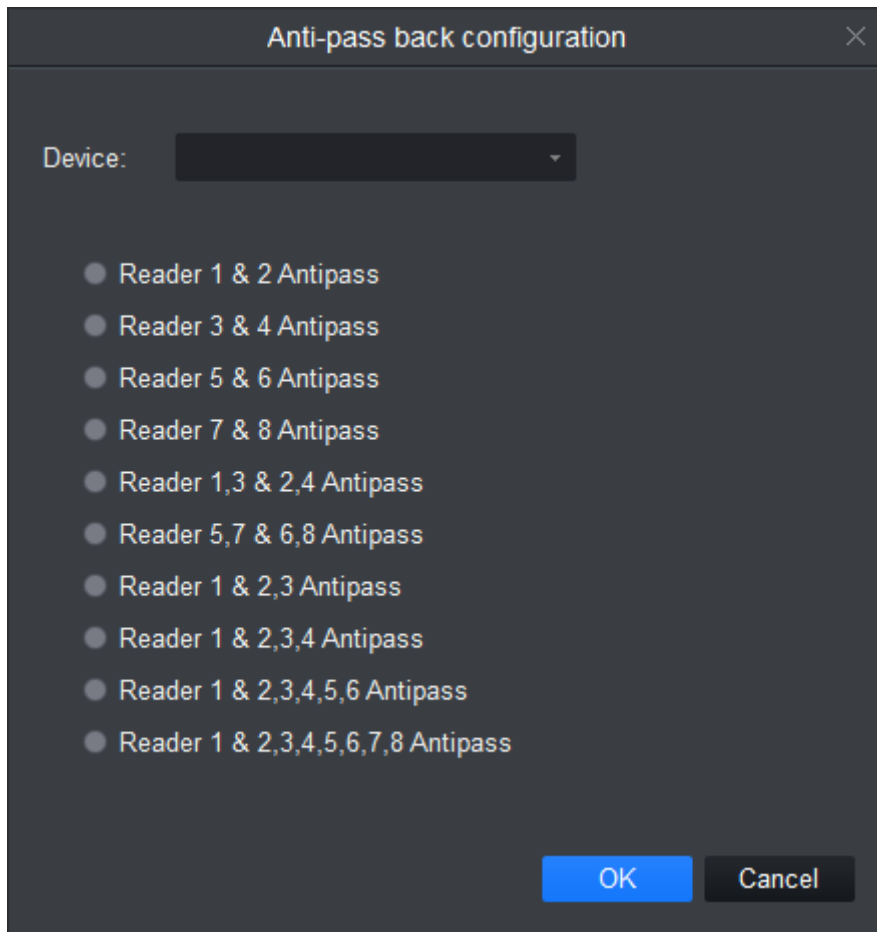 Anti-pass back configuration
Device:
Reader 1 & 2 Antipass
Reader 3 & 4 Antipass
Reader 5 & 6 Antipass
Reader 7 & 8 Antipass
Reader 1,3 & 2,4 Antipass
Reader 5,7 & 6,8 Antipass
Reader 1 & 2,3 Antipass
Reader 1 & 2,3,4 Antipass
Reader 1 & 2,3,4,5,6 Antipass
Reader 1 & 2,3,4,5,6,7,8 Antipass
OK Cancel